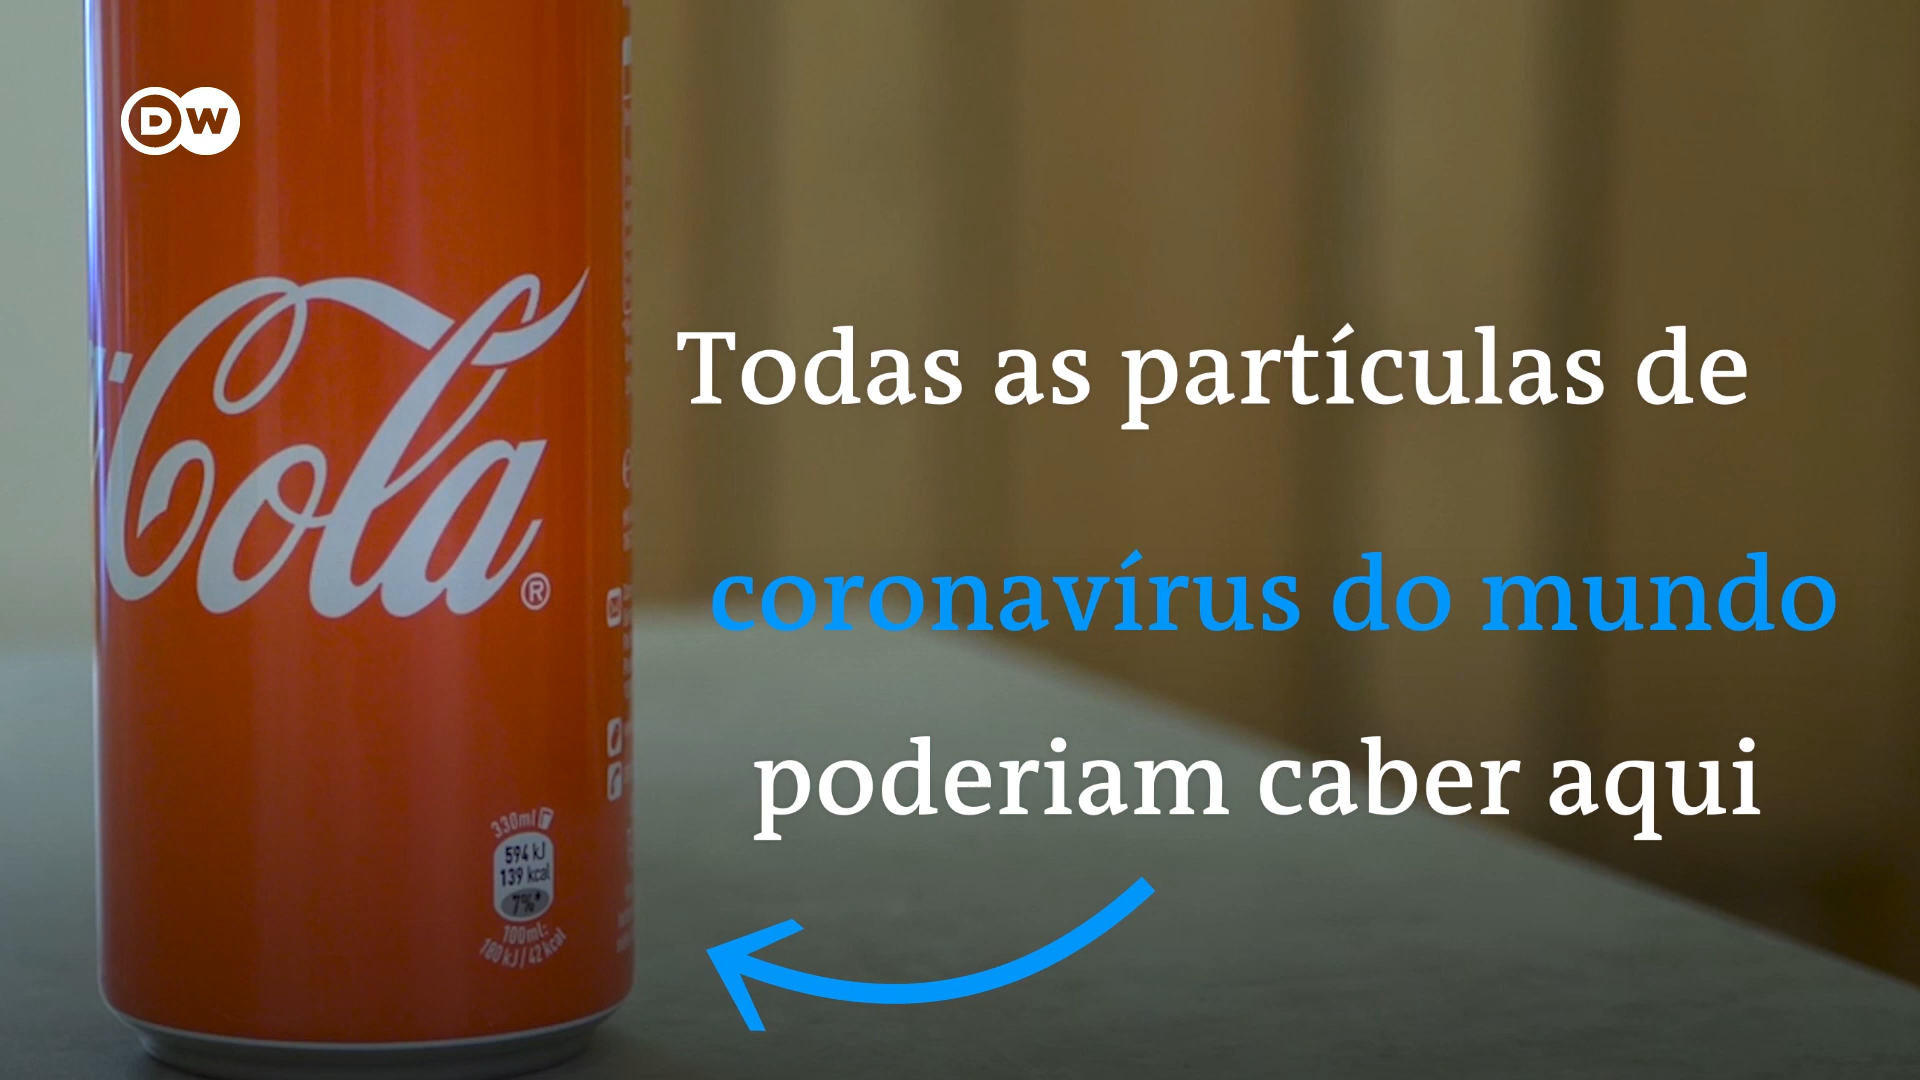 DW
Cola
®
Todas as partículas de
coronavírus do mundo
poderiam caber aqui
330ml
594 kJ
139 kcal
7%*
100ml:
180 kJ / 42 kcal